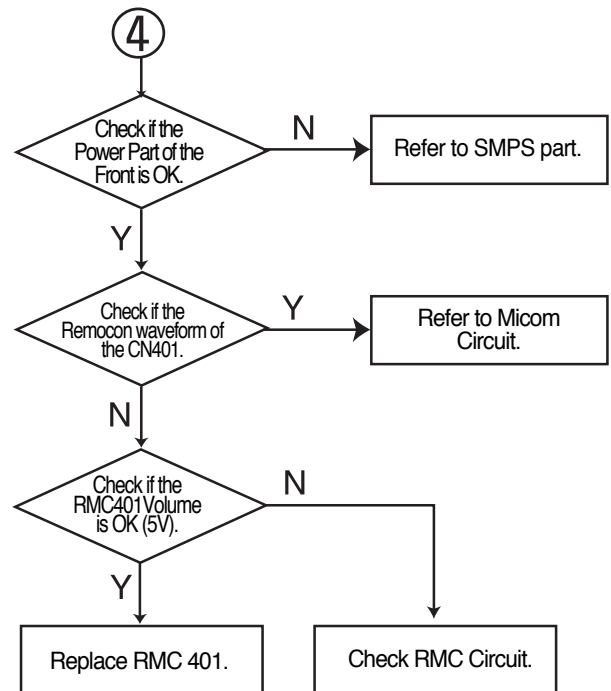 4
Check if the
Power Part of the
Front is OK.
N
Refer to SMPS part.
Y
Check if the
Remocon waveform of
the CN401.
Y
Refer to Micom
Circuit.
N
Check if the
RMC401 Volume
is OK (5V).
N
Y
Replace RMC 401.
Check RMC Circuit.